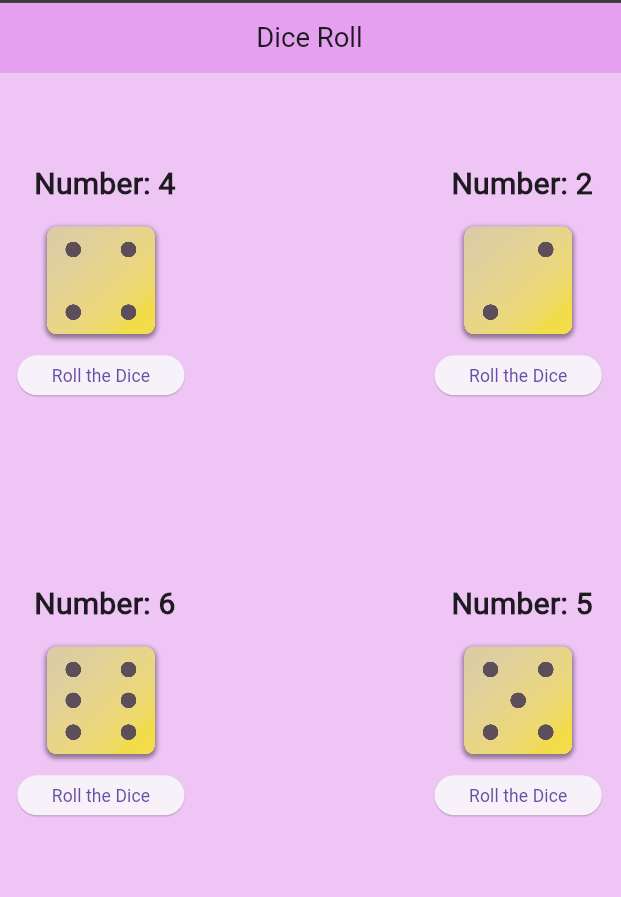 Dice Roll
Number: 4
Number: 2
Roll the Dice
Roll the Dice
Number: 6
Number: 5
Roll the Dice
Roll the Dice